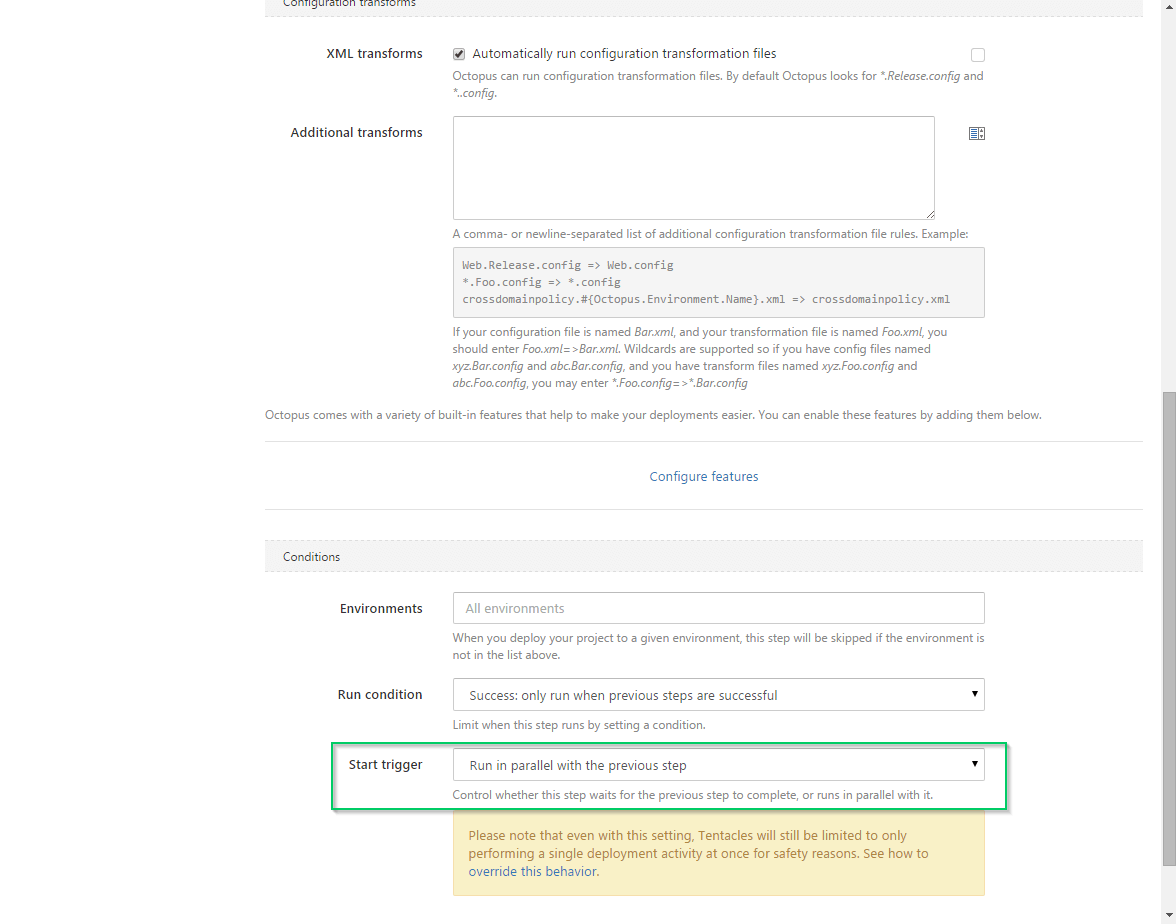 Configuration transforms
XML transforms
Automatically run configuration transformation files
Octopus can run configuration transformation files. By default Octopus looks for *.Release.config and
*..config.
Additional transforms
A comma- or newline-separated list of additional configuration transformation file rules. Example:
Web.Release.config => Web.config
*.Foo.config => *.config
crossdomainpolicy.#{Octopus.Environment.Name}.xml => crossdomainpolicy.xml
If your configuration file is named Bar.xml, and your transformation file is named Foo.xml, you
should enter Foo.xml=>Bar.xml. Wildcards are supported so if you have config files named
xyz.Bar.config and abc.Bar.config, and you have transform files named xyz.Foo.config and
abc.Foo.config, you may enter *.Foo.config=>*.Bar.config
Octopus comes with a variety of built-in features that help to make your deployments easier. You can enable these features by adding them below.
Configure features
Conditions
Environments
All environments
When you deploy your project to a given environment, this step will be skipped if the environment is
not in the list above.
Run condition
Success: only run when previous steps are successful
Limit when this step runs by setting a condition.
Start trigger
Run in parallel with the previous step
Control whether this step waits for the previous step to complete, or runs in parallel with it.
Please note that even with this setting, Tentacles will still be limited to only
performing a single deployment activity at once for safety reasons. See how to
override this behavior.